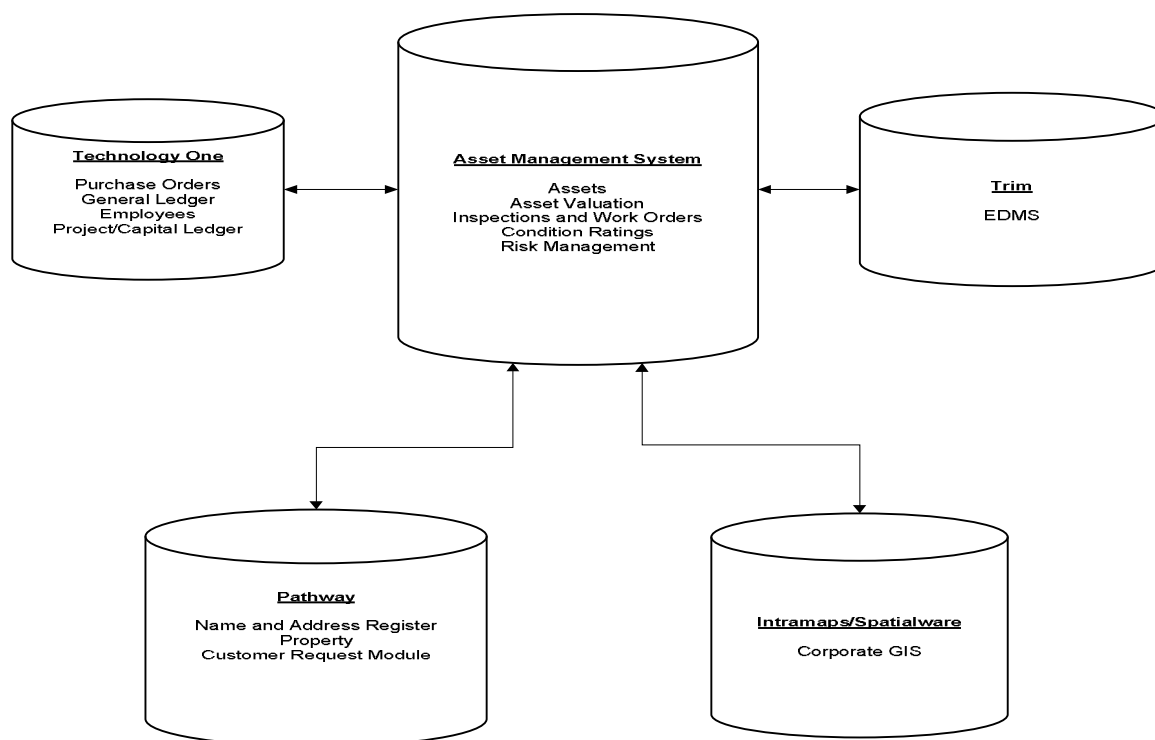 Technology One
Purchase Orders
General Ledger
Employees
Project/Capital Ledger
Asset Management System
Assets
Asset Valuation
Inspections and Work Orders
Condition Ratings
Risk Management
Trim
EDMS
Pathway
Name and Address Register
Property
Customer Request Module
Intramaps/Spatialware
Corporate GIS